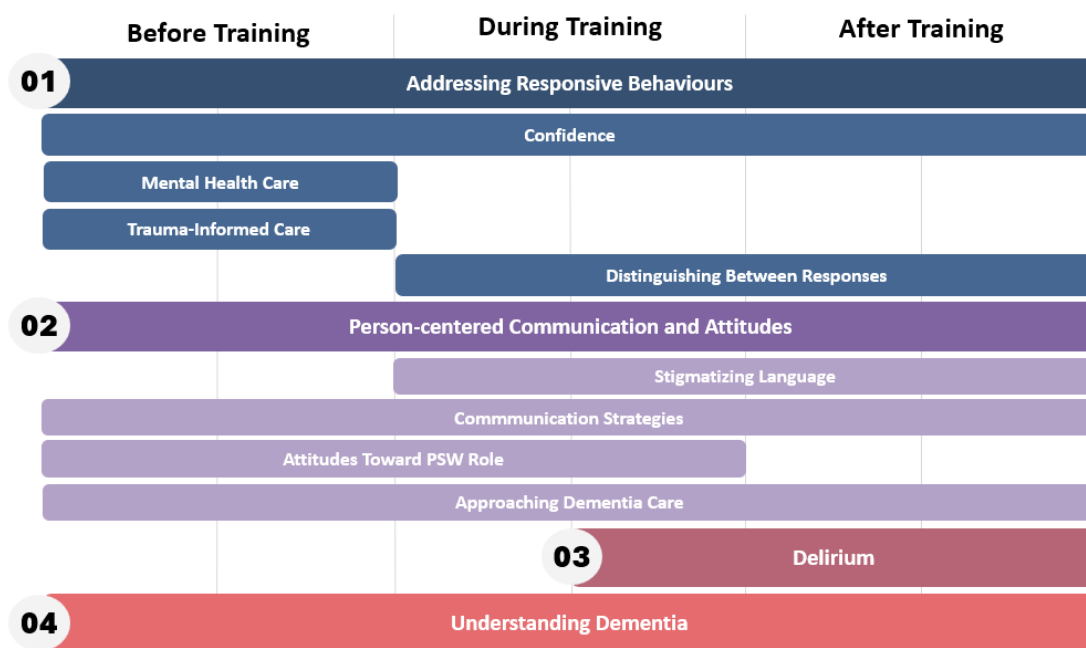 Before Training
During Training
After Training
01
Addressing Responsive Behaviours
Confidence
Mental Health Care
Trauma-Informed Care
Distinguishing Between Responses
02
Person-centered Communication and Attitudes
Stigmatizing Language
Commmunication Strategies
Attitudes Toward PSW Role
Approaching Dementia Care
03
Delirium
04
Understanding Dementia